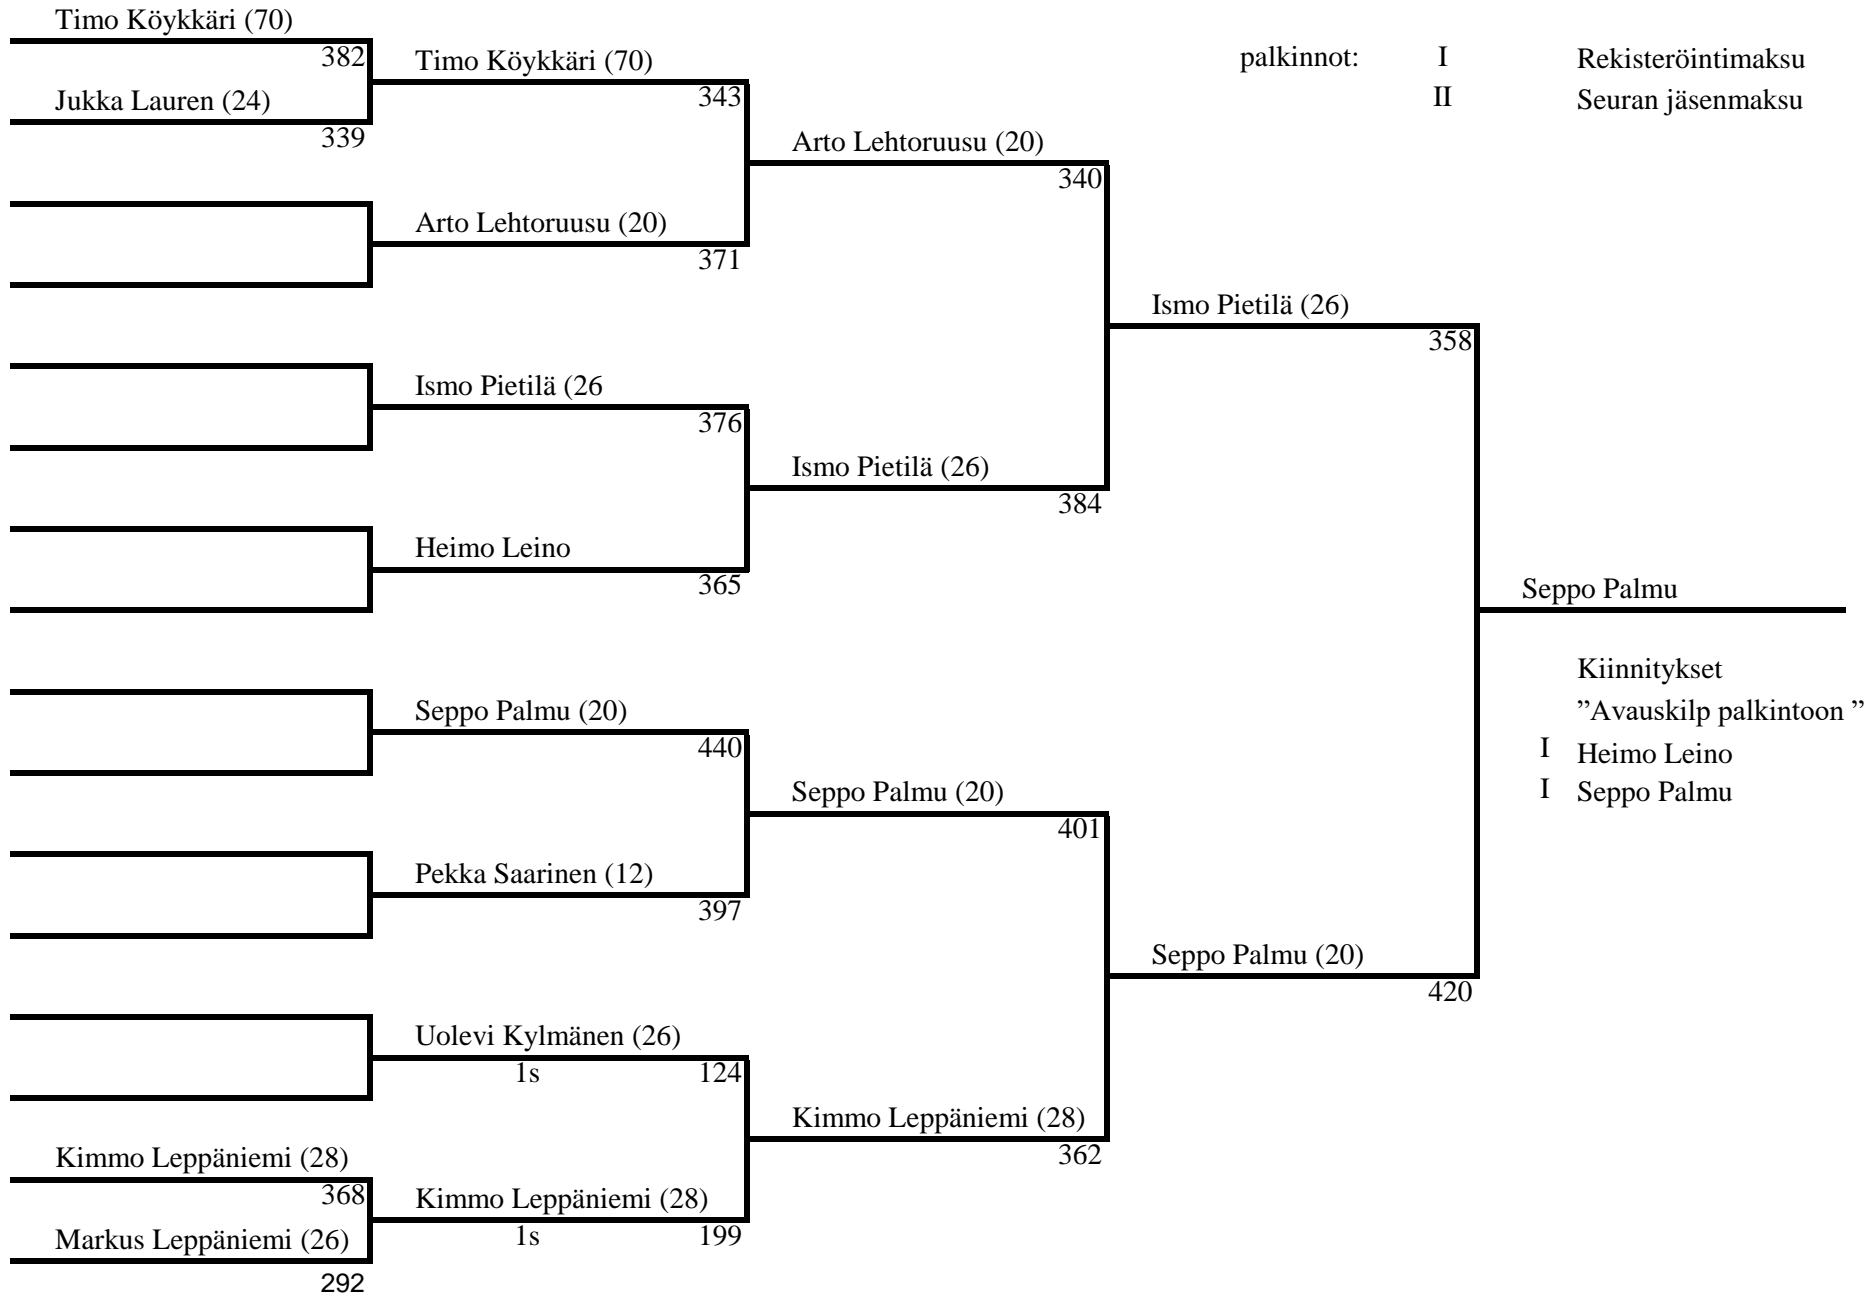 Timo Köykkäri (70)
382
Jukka Lauren (24)
339
Timo Köykkäri (70)
343
Arto Lehtoruusu (20)
371
Arto Lehtoruusu (20)
340
Ismo Pietilä (26
376
Heimo Leino
365
Ismo Pietilä (26)
384
Ismo Pietilä (26)
358
Seppo Palmu (20)
440
Pekka Saarinen (12)
397
Seppo Palmu (20)
401
Uolevi Kylmänen (26)
1s 124
Kimmo Leppäniemi (28)
368
Markus Leppäniemi (26)
292
Kimmo Leppäniemi (28)
1s 199
Kimmo Leppäniemi (28)
362
Seppo Palmu (20)
420
Seppo Palmu
palkinnot: I Rekisteröintimaksu
II Seuran jäsenmaksu
Kiinnitykset
”Avauskilp palkintoon ”
I Heimo Leino
I Seppo Palmu